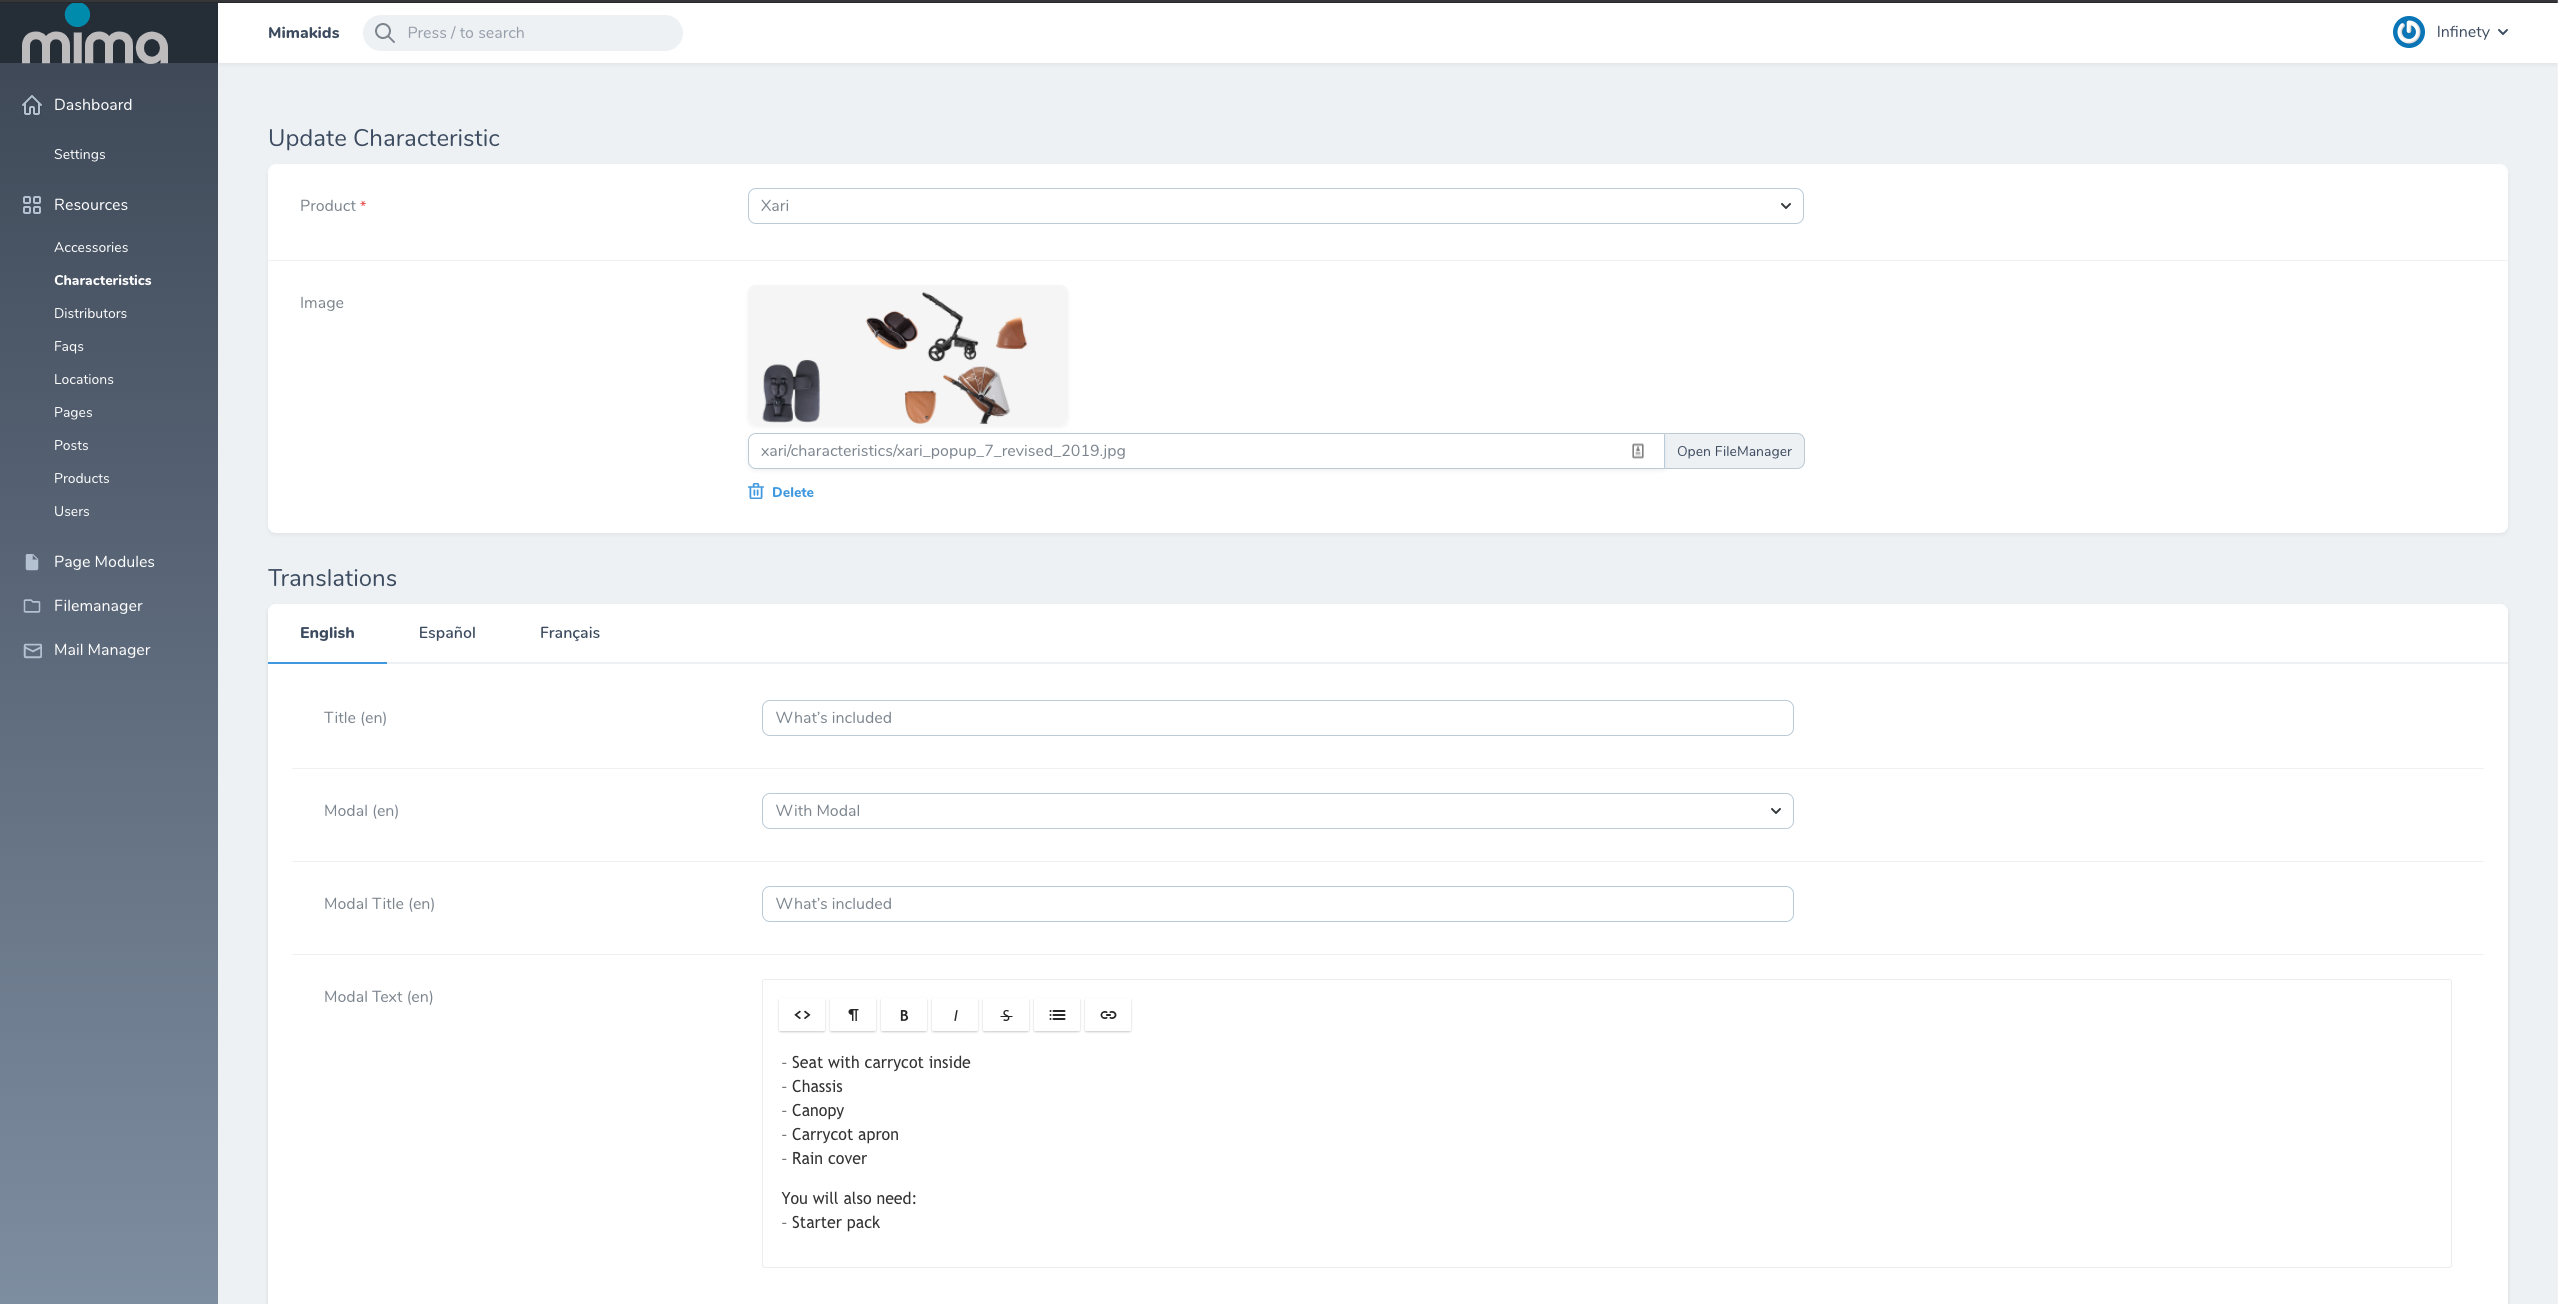 mima
Mimakids
Press / to search
Infinety
Dashboard
Settings
Resources
Accessories
Characteristics
Distributors
Faqs
Locations
Pages
Posts
Products
Users
Page Modules
Filemanager
Mail Manager
Update Characteristic
Product *
Xari
Image
xari/characteristics/xari_popup_7_revised_2019.jpg
Open FileManager
Delete
Translations
English
Español
Français
Title (en)
What's included
Modal (en)
With Modal
Modal Title (en)
What's included
Modal Text (en)
<> ¶ B I S
- Seat with carrycot inside
- Chassis
- Canopy
- Carrycot apron
- Rain cover
You will also need:
- Starter pack